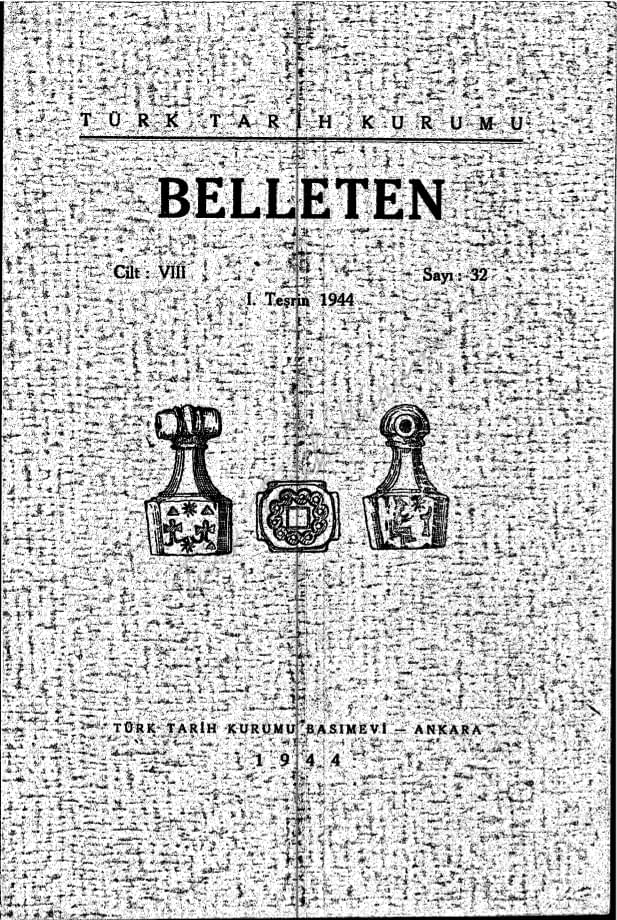 TÜRK TARİH KURUMU
BELLETEN
Cilt : VIII Sayı : 32
I. Teşrin 1944
TÜRK TARİH KURUMU BASIMEVİ — ANKARA
1944